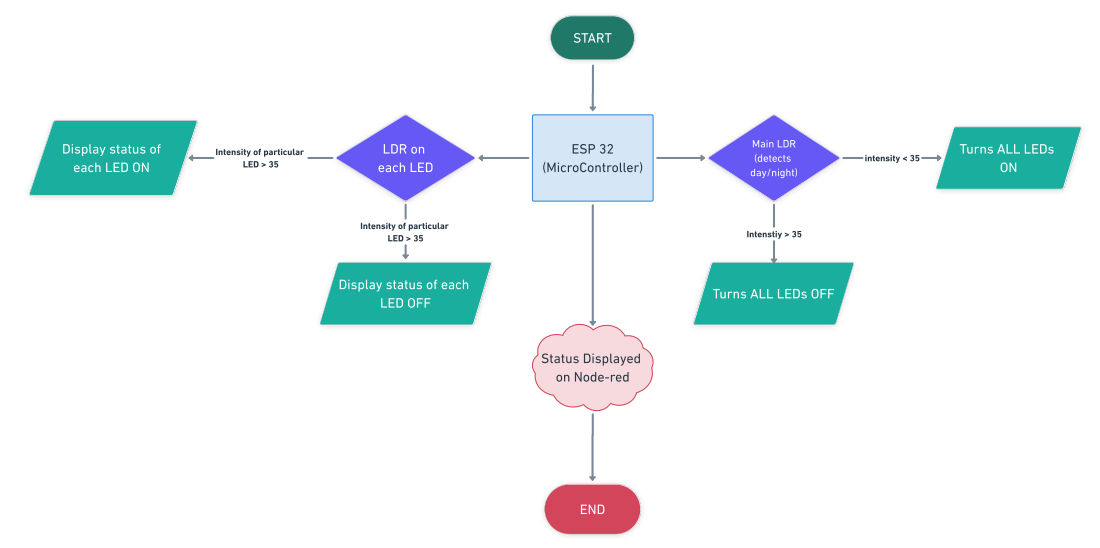 START
Display status of
each LED ON
Intensity of particular
LED > 35
LDR on
each LED
ESP 32
(MicroController)
Main LDR
(detects
day/night)
intensity < 35
Turns ALL LEDs
ON
Intensity of particular
LED > 35
Intenstiy > 35
Display status of each
LED OFF
Turns ALL LEDs OFF
Status Displayed
on Node-red
END